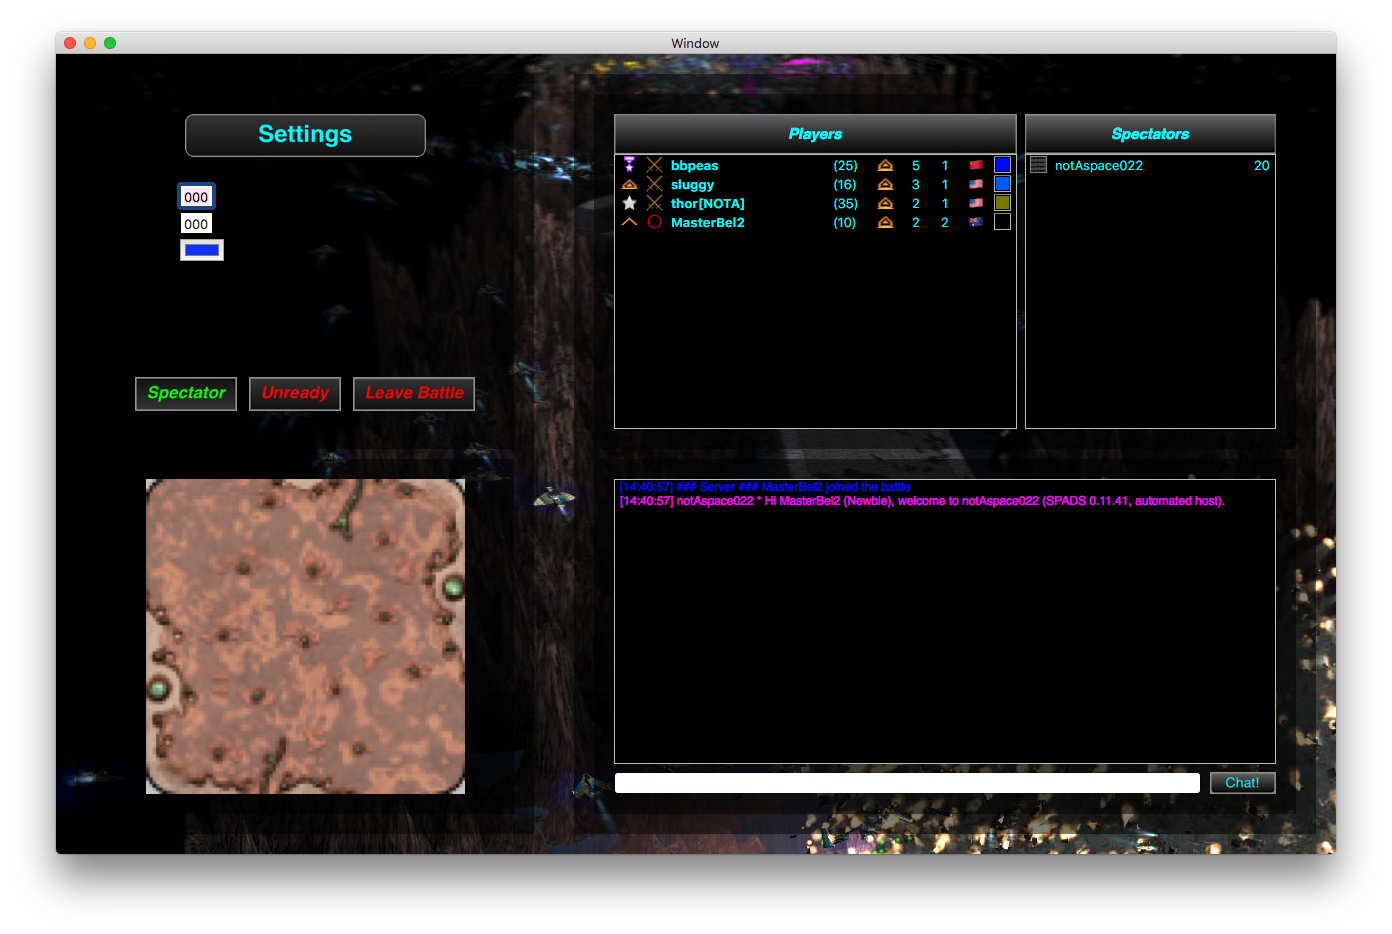 Window
Settings
000
000
Spectator Unready Leave Battle
Players
bbpeas (25) 5 1
sluggy (16) 3 1
thor[NOTA] (35) 2 1
MasterBel2 (10) 2 2
Spectators
notAspace022 20
[14:40:57] ### Server ### MasterBel2 joined the battle
[14:40:57] notAspace022 * Hi MasterBel2 (Newbie), welcome to notAspace022 (SPADS 0.11.41, automated host).
Chat!